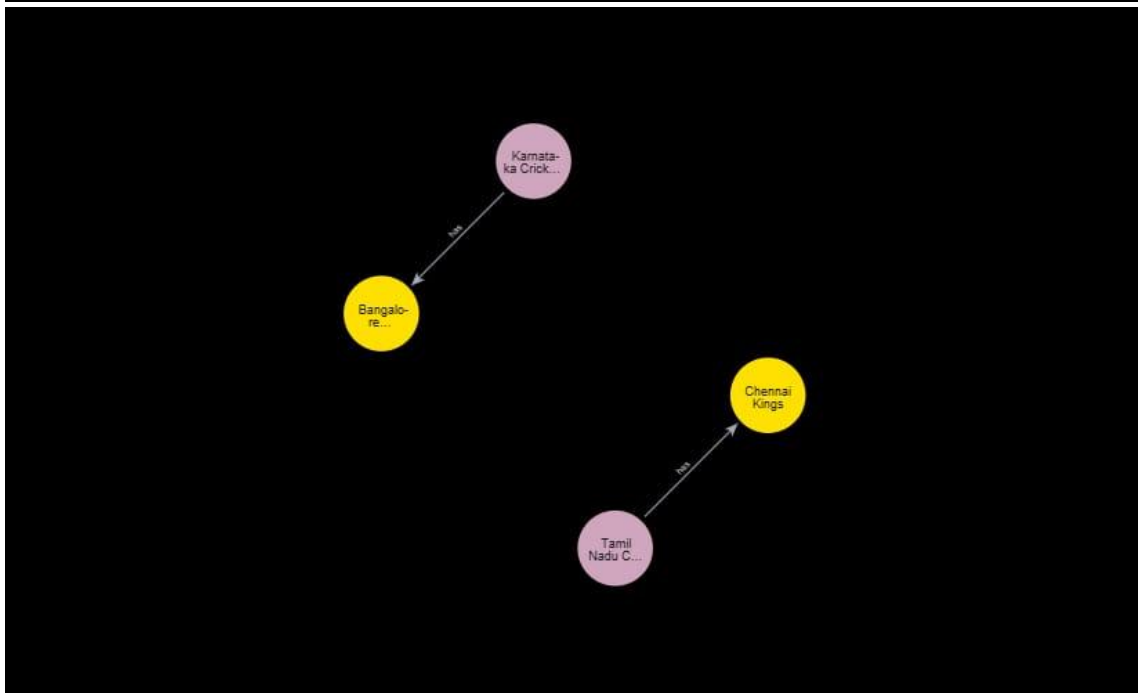 Karnata-
ka Crick...
has
Bangalo-
re...
Chennai
Kings
has
Tamil
Nadu C...